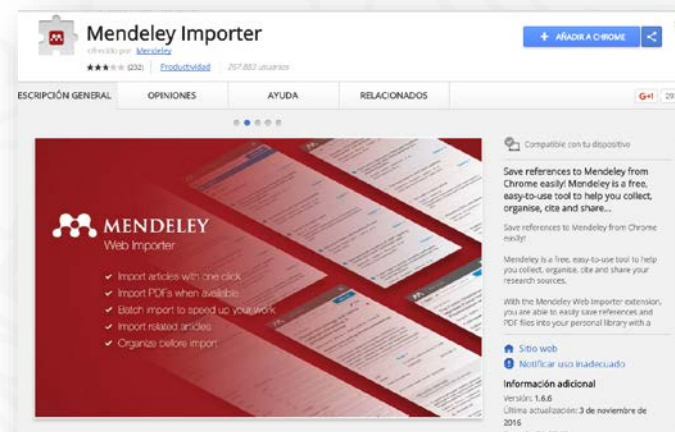 Mendeley Importer
ofrecido por Mendeley
(232) Productividad 267.883 usuarios
+ AÑADIR A CHROME
ESCRIPCIÓN GENERAL OPINIONES AYUDA RELACIONADOS
G+1
MENDELEY
Web Importer
✓ Import articles with one click
✓ Import PDFs when available
✓ Batch import to speed up your work
✓ Import related articles
✓ Organize before import
Compatible con tu dispositivo
Save references to Mendeley from
Chrome easily! Mendeley is a free,
easy-to-use tool to help you collect,
organise, cite and share...
Save references to Mendeley from Chrome
easily!
Mendeley is a free, easy-to-use tool to help
you collect, organise, cite and share your
research sources.
With the Mendeley Web Importer extension,
you are able to easily save references and
PDF files into your personal library with a
Sitio web
Notificar uso inadecuado
Información adicional
Versión: 1.6.6
Última actualización: 3 de noviembre de
2016